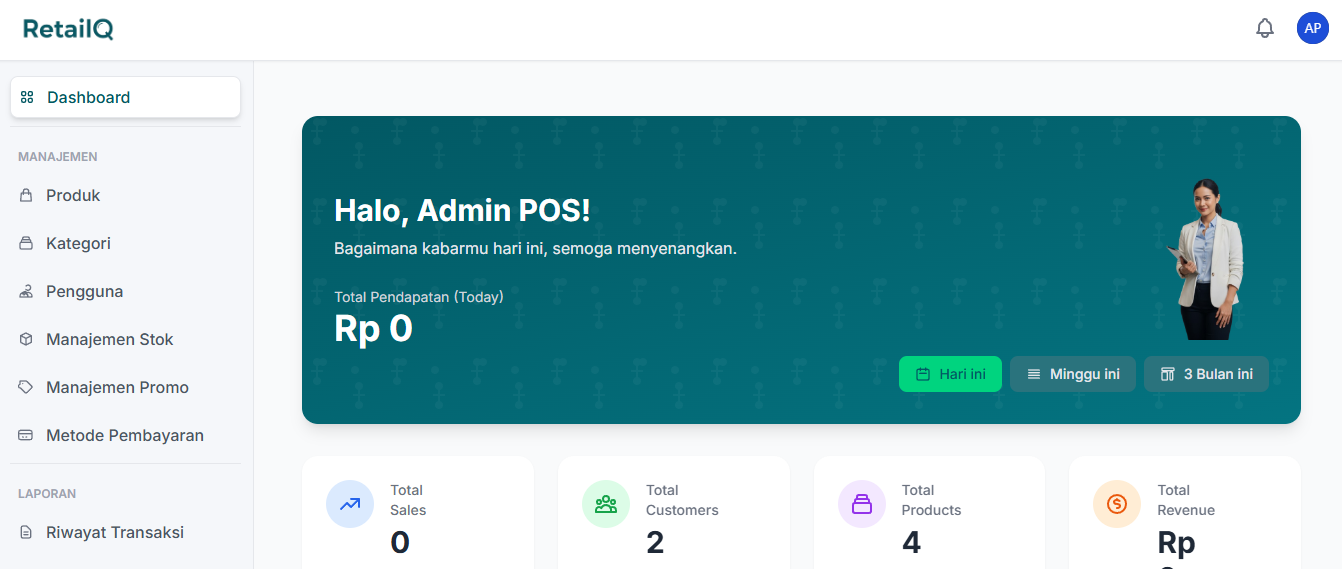 RetailQ
AP
Dashboard
MANAJEMEN
Produk
Kategori
Pengguna
Manajemen Stok
Manajemen Promo
Metode Pembayaran
LAPORAN
Riwayat Transaksi
Halo, Admin POS!
Bagaimana kabarmu hari ini, semoga menyenangkan.
Total Pendapatan (Today)
Rp 0
Hari ini
Minggu ini
3 Bulan ini
Total
Sales
0
Total
Customers
2
Total
Products
4
Total
Revenue
Rp